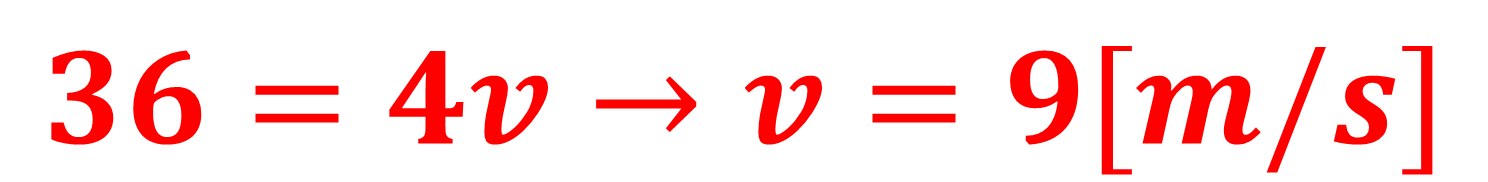 36 = 4v → v = 9[m/s]